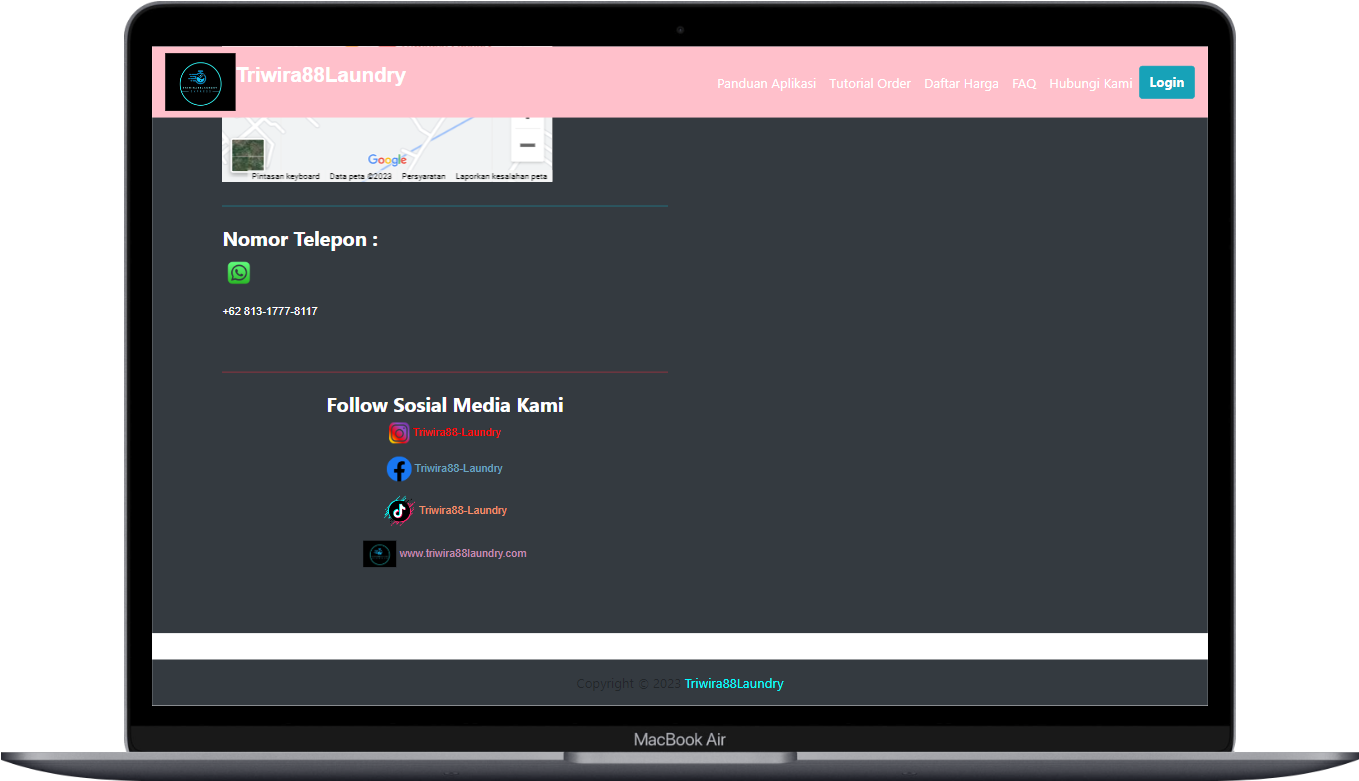 Triwira88Laundry
Panduan Aplikasi Tutorial Order Daftar Harga FAQ Hubungi Kami Login
Google
Pintasan keyboard Data peta ©2023 Persyaratan Laporkan kesalahan peta
Nomor Telepon :
+62 813-1777-8117
Follow Sosial Media Kami
Triwira88-Laundry
Triwira88-Laundry
Triwira88-Laundry
www.triwira88laundry.com
Copyright © 2023 Triwira88Laundry
MacBook Air